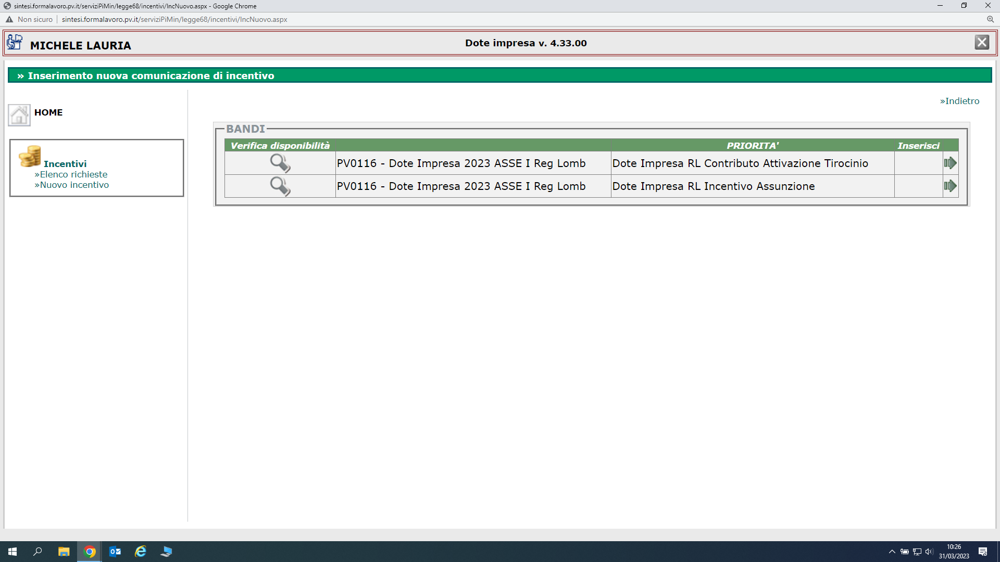 sintesi.formalavoro.pv.it/serviziPiMin/legge68/incentivi/IncNuovo.aspx - Google Chrome
Non sicuro | sintesi.formalavoro.pv.it/serviziPiMin/legge68/incentivi/IncNuovo.aspx
MICHELE LAURIA
Dote impresa v. 4.33.00
» Inserimento nuova comunicazione di incentivo
»Indietro
HOME
Incentivi
»Elenco richieste
»Nuovo incentivo
BANDI
Verifica disponibilità PRIORITA' Inserisci
PV0116 - Dote Impresa 2023 ASSE I Reg Lomb Dote Impresa RL Contributo Attivazione Tirocinio
PV0116 - Dote Impresa 2023 ASSE I Reg Lomb Dote Impresa RL Incentivo Assunzione
10:26
31/03/2023